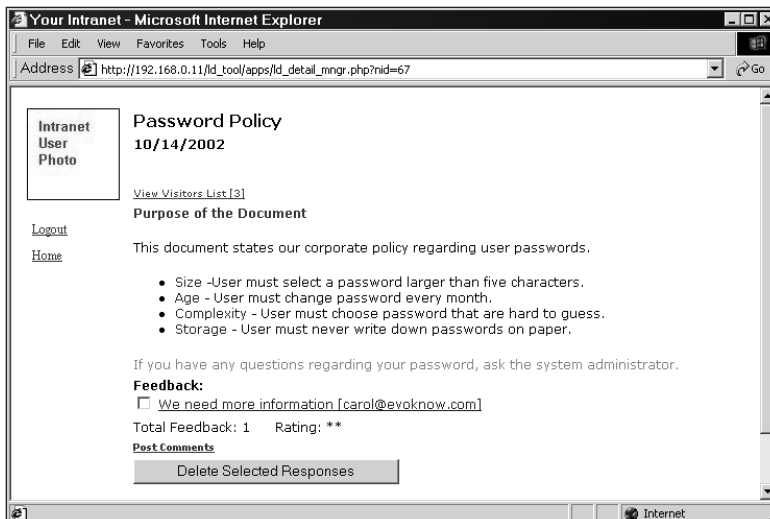 Your Intranet - Microsoft Internet Explorer
File Edit View Favorites Tools Help
Address http://192.168.0.11/ld_tool/apps/ld_detail_mngr.php?nid=67 Go
Intranet
User
Photo
Logout
Home
Password Policy
10/14/2002
View Visitors List [3]
Purpose of the Document
This document states our corporate policy regarding user passwords.
• Size -User must select a password larger than five characters.
• Age - User must change password every month.
• Complexity - User must choose password that are hard to guess.
• Storage - User must never write down passwords on paper.
If you have any questions regarding your password, ask the system administrator.
Feedback:
We need more information [carol@evoknow.com]
Total Feedback: 1 Rating: **
Post Comments
Delete Selected Responses
Internet